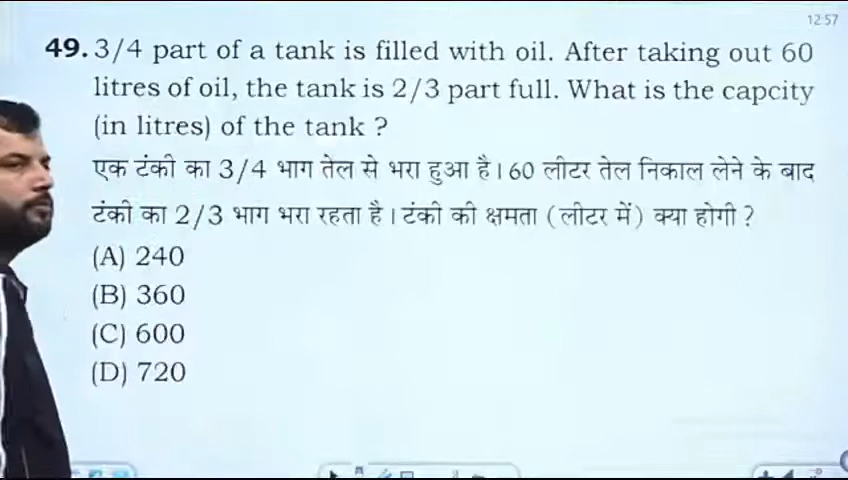 12:57
49. 3/4 part of a tank is filled with oil. After taking out 60
litres of oil, the tank is 2/3 part full. What is the capcity
(in litres) of the tank ?
एक टंकी का 3/4 भाग तेल से भरा हुआ है। 60 लीटर तेल निकाल लेने के बाद
टंकी का 2/3 भाग भरा रहता है। टंकी की क्षमता (लीटर में) क्या होगी ?
(A) 240
(B) 360
(C) 600
(D) 720